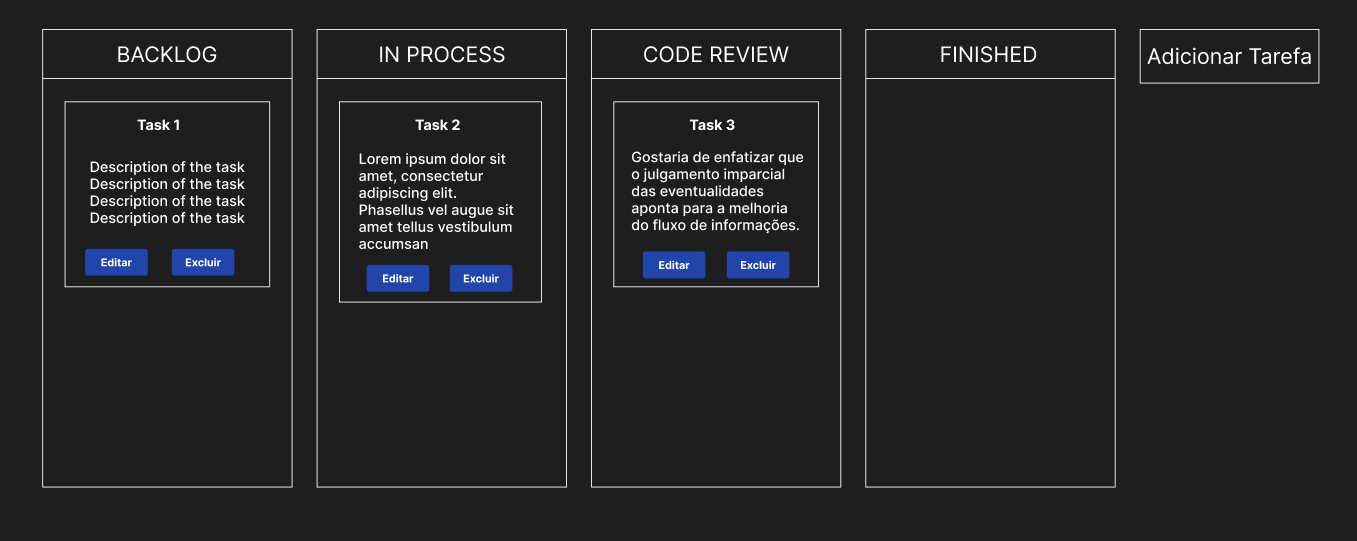 BACKLOG
IN PROCESS
CODE REVIEW
FINISHED
Adicionar Tarefa
Task 1
Description of the task
Description of the task
Description of the task
Description of the task
Editar
Excluir
Task 2
Lorem ipsum dolor sit
amet, consectetur
adipiscing elit.
Phasellus vel augue sit
amet tellus vestibulum
accumsan
Editar
Excluir
Task 3
Gostaria de enfatizar que
o julgamento imparcial
das eventualidades
aponta para a melhoria
do fluxo de informações.
Editar
Excluir